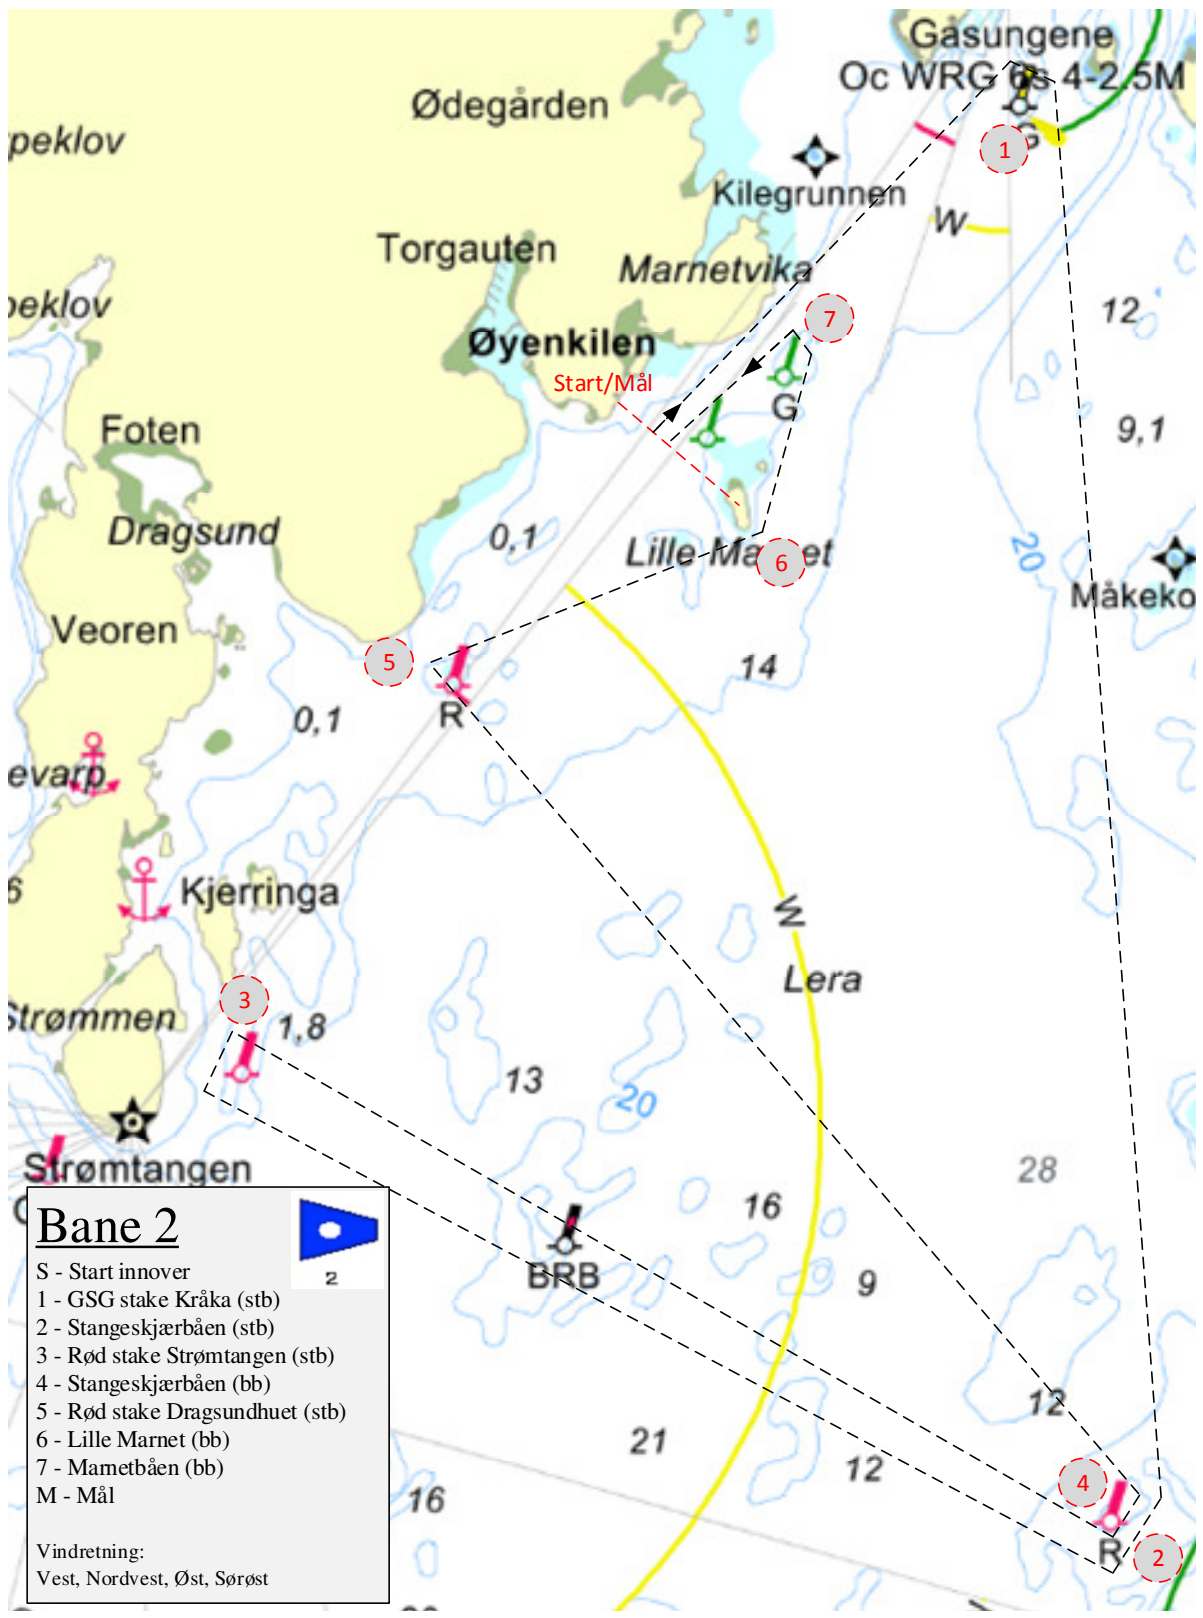 Gåsungene
Oc WRG 6s 4-2.5M
G
1
Ødegården
peklov
Kilegrunnen
W
Torgauten
Marnetvika
peklov
12
7
Øyenkilen
Start/Mål
G
Foten
9,1
Dragsund
0,1
Lille Marnet
20
6
Måkeko
Veoren
5
14
R
0,1
evarp
6
Kjerringa
W
Lera
3
Strømmen
1,8
13
20
Strømtangen
28
16
BRB
9
12
21
12
4
16
R
2
Bane 2
2
S - Start innover
1 - GSG stake Kråka (stb)
2 - Stangeskjærbåen (stb)
3 - Rød stake Strømtangen (stb)
4 - Stangeskjærbåen (bb)
5 - Rød stake Dragsundhuet (stb)
6 - Lille Marnet (bb)
7 - Marnetbåen (bb)
M - Mål
Vindretning:
Vest, Nordvest, Øst, Sørøst